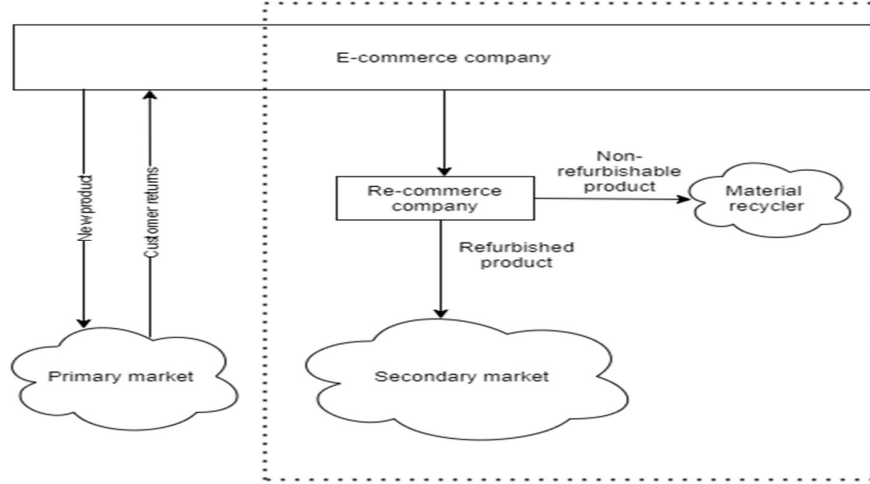 E-commerce company
New product
Customer returns
Re-commerce
company
Non-
refurbishable
product
Material
recycler
Refurbished
product
Primary market
Secondary market